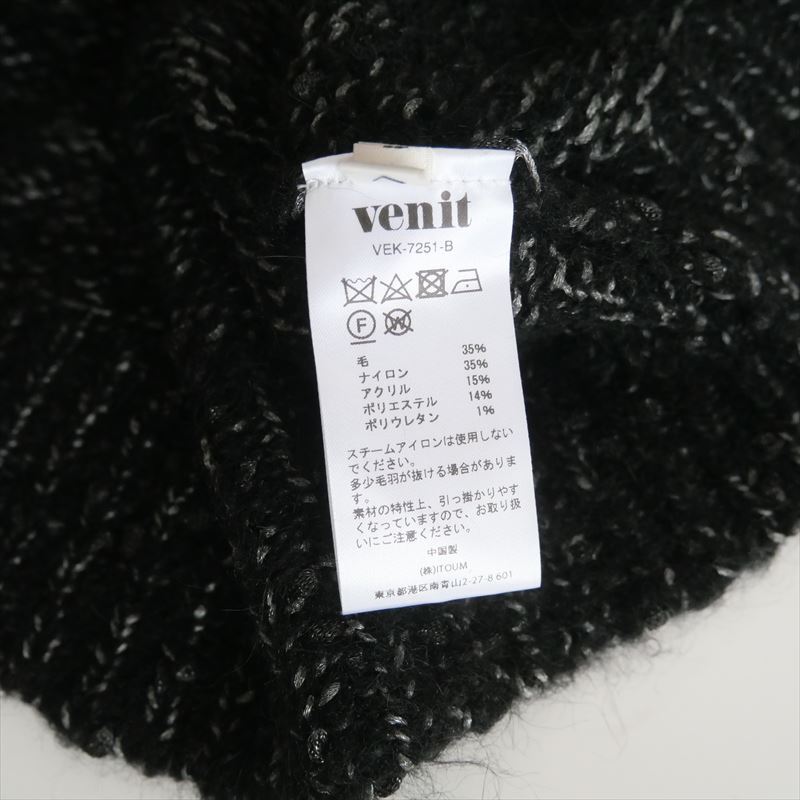 venit
VEK-7251-B
F W
毛 35%
ナイロン 35%
アクリル 15%
ポリエステル 14%
ポリウレタン 1%
スチームアイロンは使用しない
でください。
多少毛羽が抜ける場合がありま
す。
素材の特性上、引っ掛かりやす
くなっていますので、お取り扱
いにご注意ください。
中国製
(株)ITOUM
東京都港区南青山2-27-8 601